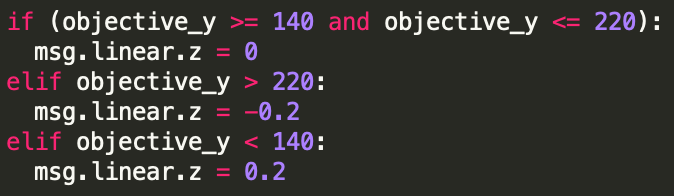 if (objective_y >= 140 and objective_y <= 220):
  msg.linear.z = 0
elif objective_y > 220:
  msg.linear.z = -0.2
elif objective_y < 140:
  msg.linear.z = 0.2